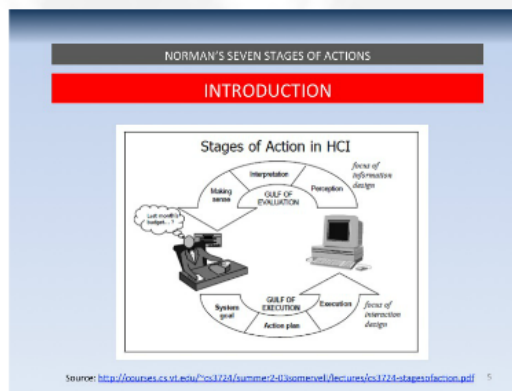 NORMAN'S SEVEN STAGES OF ACTIONS
INTRODUCTION
Stages of Action in HCI
Interpretation
focus of
information
design
Making
sense
Perception
GULF OF
EVALUATION
Last month's
budget...?
System
goal
GULF OF
EXECUTION
Execution
Action plan
focus of
interaction
design
Source: http://courses.cs.vt.edu/~cs3724/summer2-03somervell/lectures/cs3724-stagesofaction.pdf
5